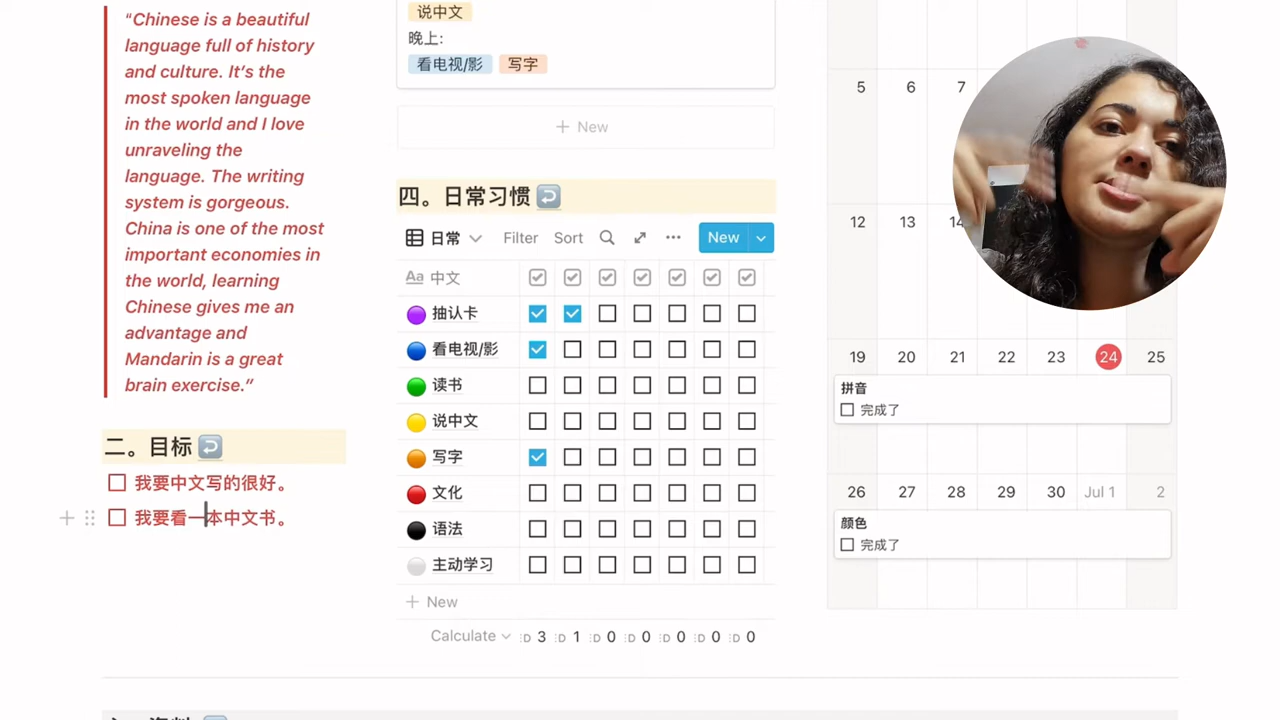 "Chinese is a beautiful
language full of history
and culture. It's the
most spoken language
in the world and I love
unraveling the
language. The writing
system is gorgeous.
China is one of the most
important economies in
the world, learning
Chinese gives me an
advantage and
Mandarin is a great
brain exercise."
二。目标
我要中文写的很好。
我要看一本中文书。
说中文
晚上:
看电视/影 写字
+ New
四。日常习惯
日常 Filter Sort New
Aa 中文
抽认卡
看电视/影
读书
说中文
写字
文化
语法
主动学习
+ New
Calculate 3 1 0 0 0 0 0
5 6 7
12 13 14
19 20 21 22 23 24 25
拼音
完成了
26 27 28 29 30 Jul 1 2
颜色
完成了